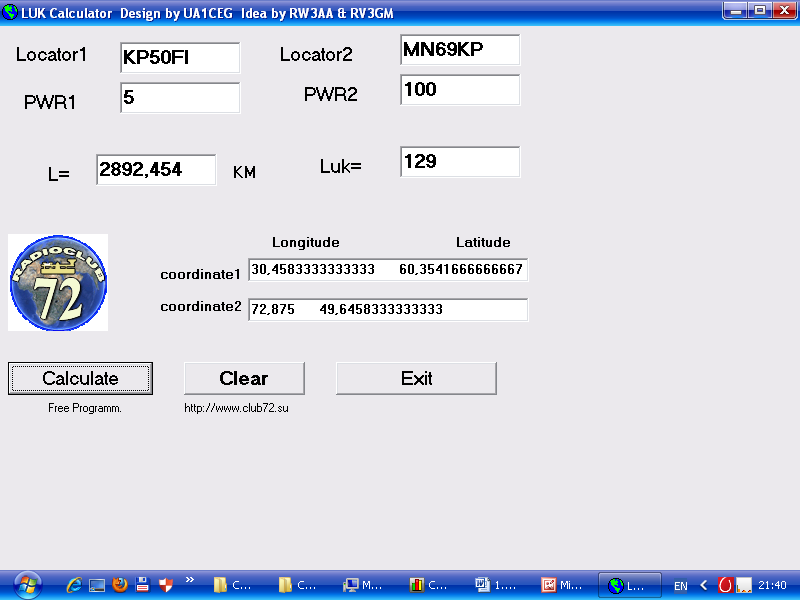 LUK Calculator Design by UA1CEG Idea by RW3AA & RV3GM
Locator1 KP50FI Locator2 MN69KP
PWR1 5 PWR2 100
L= 2892,454 KM Luk= 129
Longitude Latitude
coordinate1 30,4583333333333 60,3541666666667
coordinate2 72,875 49,6458333333333
RADIOCLUB
72
Calculate Clear Exit
Free Programm. http://www.club72.su
C... C... M... C... 1.... Mi... L... EN 21:40